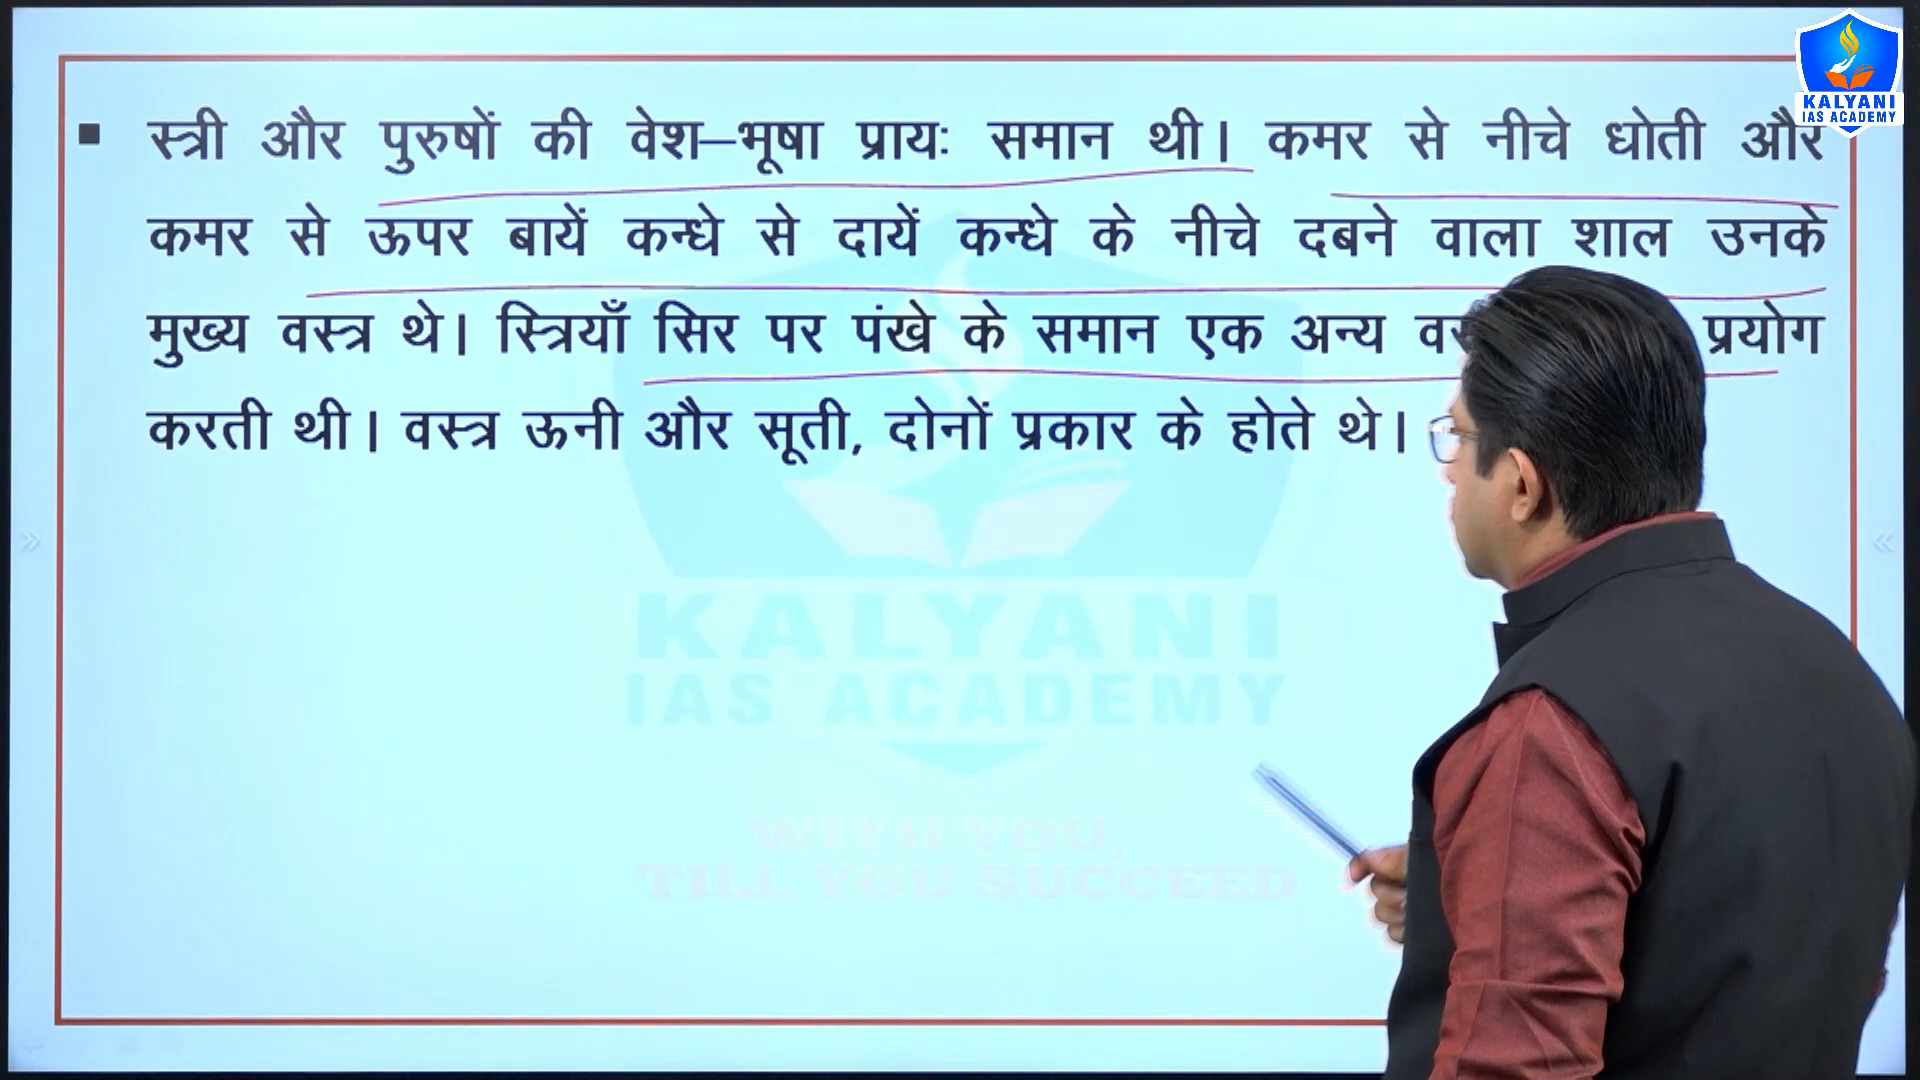 KALYANI
IAS ACADEMY
▪ स्त्री और पुरुषों की वेश–भूषा प्रायः समान थी। कमर से नीचे धोती और
कमर से ऊपर बायें कन्धे से दायें कन्धे के नीचे दबने वाला शाल उनके
मुख्य वस्त्र थे। स्त्रियाँ सिर पर पंखे के समान एक अन्य प्रयोग
करती थी। वस्त्र ऊनी और सूती, दोनों प्रकार के होते थे।
KALYANI
IAS ACADEMY
WITH YOU,
TILL YOU SUCCEED